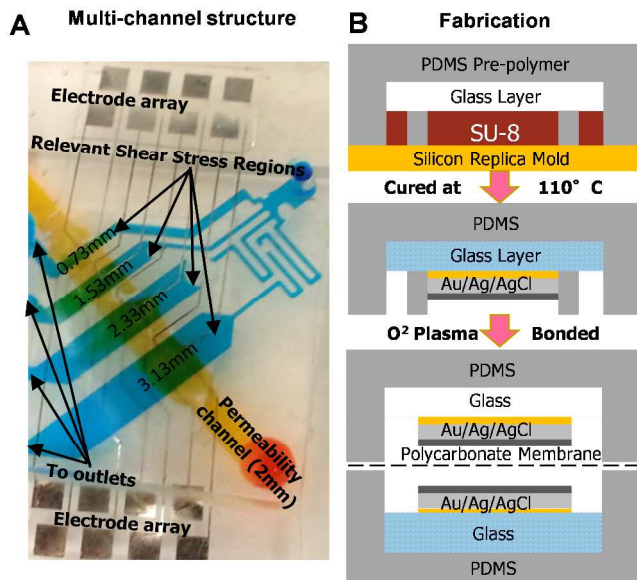 A
Multi-channel structure
Electrode array
Relevant Shear Stress Regions
0.73mm
1.53mm
2.33mm
3.13mm
Permeability
channel (2mm)
To outlets
Electrode array
B
Fabrication
PDMS Pre-polymer
Glass Layer
SU-8
Silicon Replica Mold
Cured at 110° C
PDMS
Glass Layer
Au/Ag/AgCl
O² Plasma Bonded
PDMS
Glass
Au/Ag/AgCl
Polycarbonate Membrane
Au/Ag/AgCl
Glass
PDMS